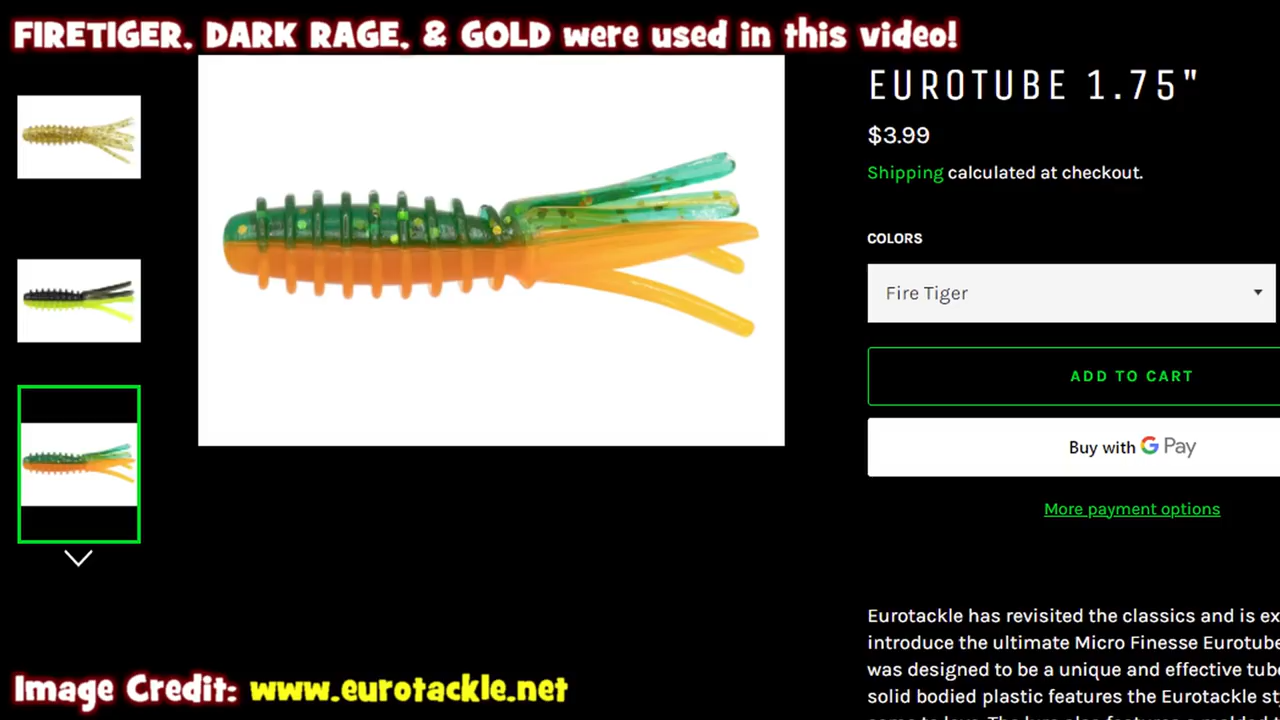 FIRETIGER, DARK RAGE, & GOLD were used in this video!
EUROTUBE 1.75"
$3.99
Shipping calculated at checkout.
COLORS
Fire Tiger
ADD TO CART
Buy with G Pay
More payment options
Eurotackle has revisited the classics and is ex
introduce the ultimate Micro Finesse Eurotube
was designed to be a unique and effective tub
solid bodied plastic features the Eurotackle st
Image Credit: www.eurotackle.net